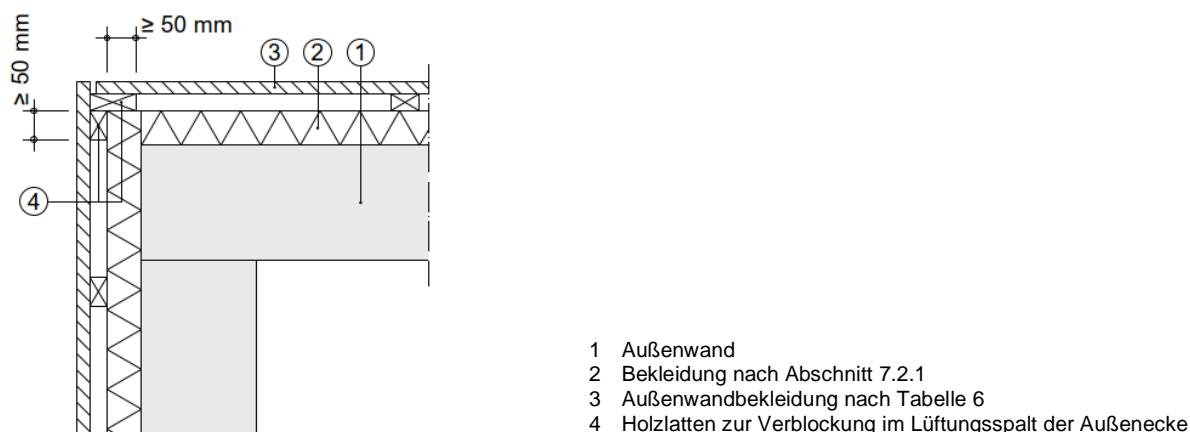 ≥ 50 mm
≥ 50 mm
3 2 1
4
1 Außenwand
2 Bekleidung nach Abschnitt 7.2.1
3 Außenwandbekleidung nach Tabelle 6
4 Holzlatten zur Verblockung im Lüftungsspalt der Außenecke